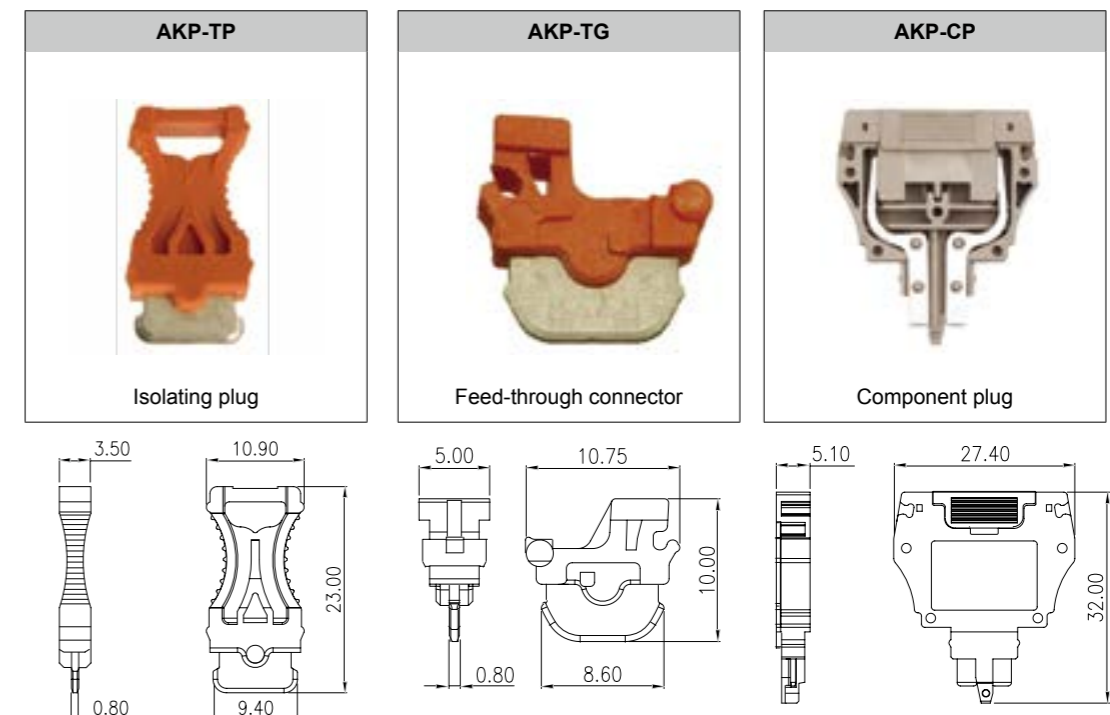 AKP-TP
AKP-TG
AKP-CP
Isolating plug
Feed-through connector
Component plug
3.50
10.90
23.00
0.80
9.40
5.00
10.75
10.00
0.80
8.60
5.10
27.40
32.00